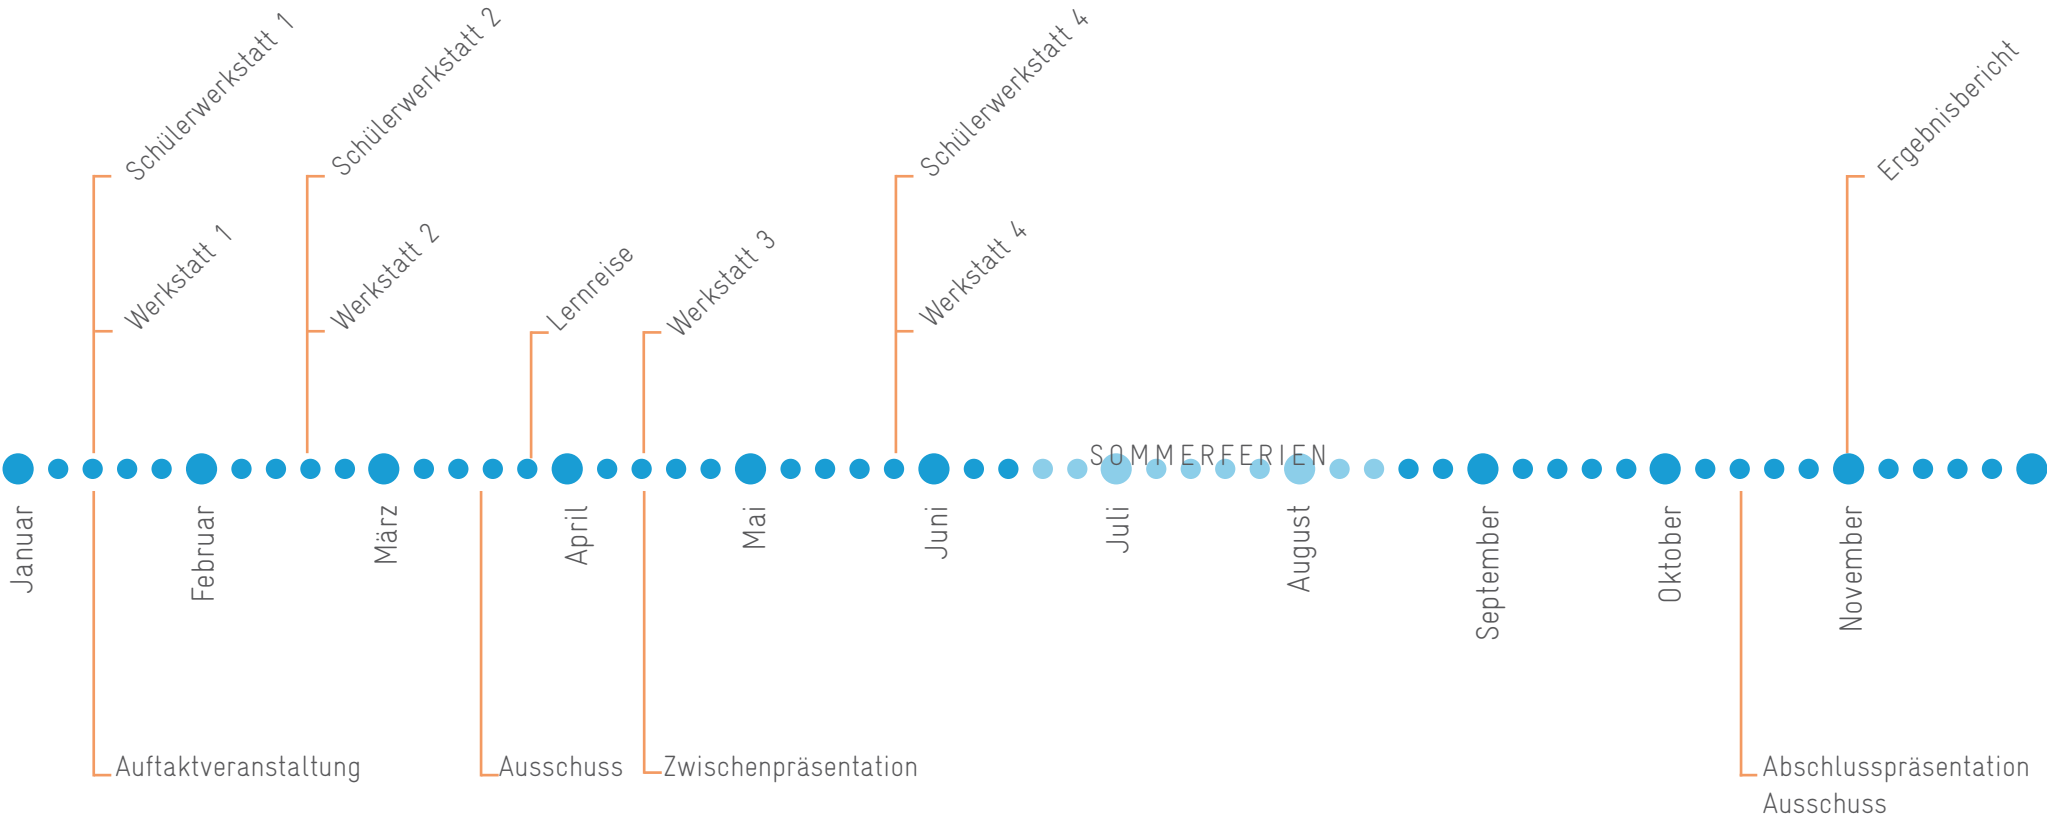 Schülerwerkstatt 1
Schülerwerkstatt 2
Schülerwerkstatt 4
Ergebnisbericht
Werkstatt 1
Werkstatt 2
Lernreise
Werkstatt 3
Werkstatt 4
SOMMERFERIEN
Januar
Februar
März
April
Mai
Juni
Juli
August
September
Oktober
November
Auftaktveranstaltung
Ausschuss
Zwischenpräsentation
Abschlusspräsentation
Ausschuss